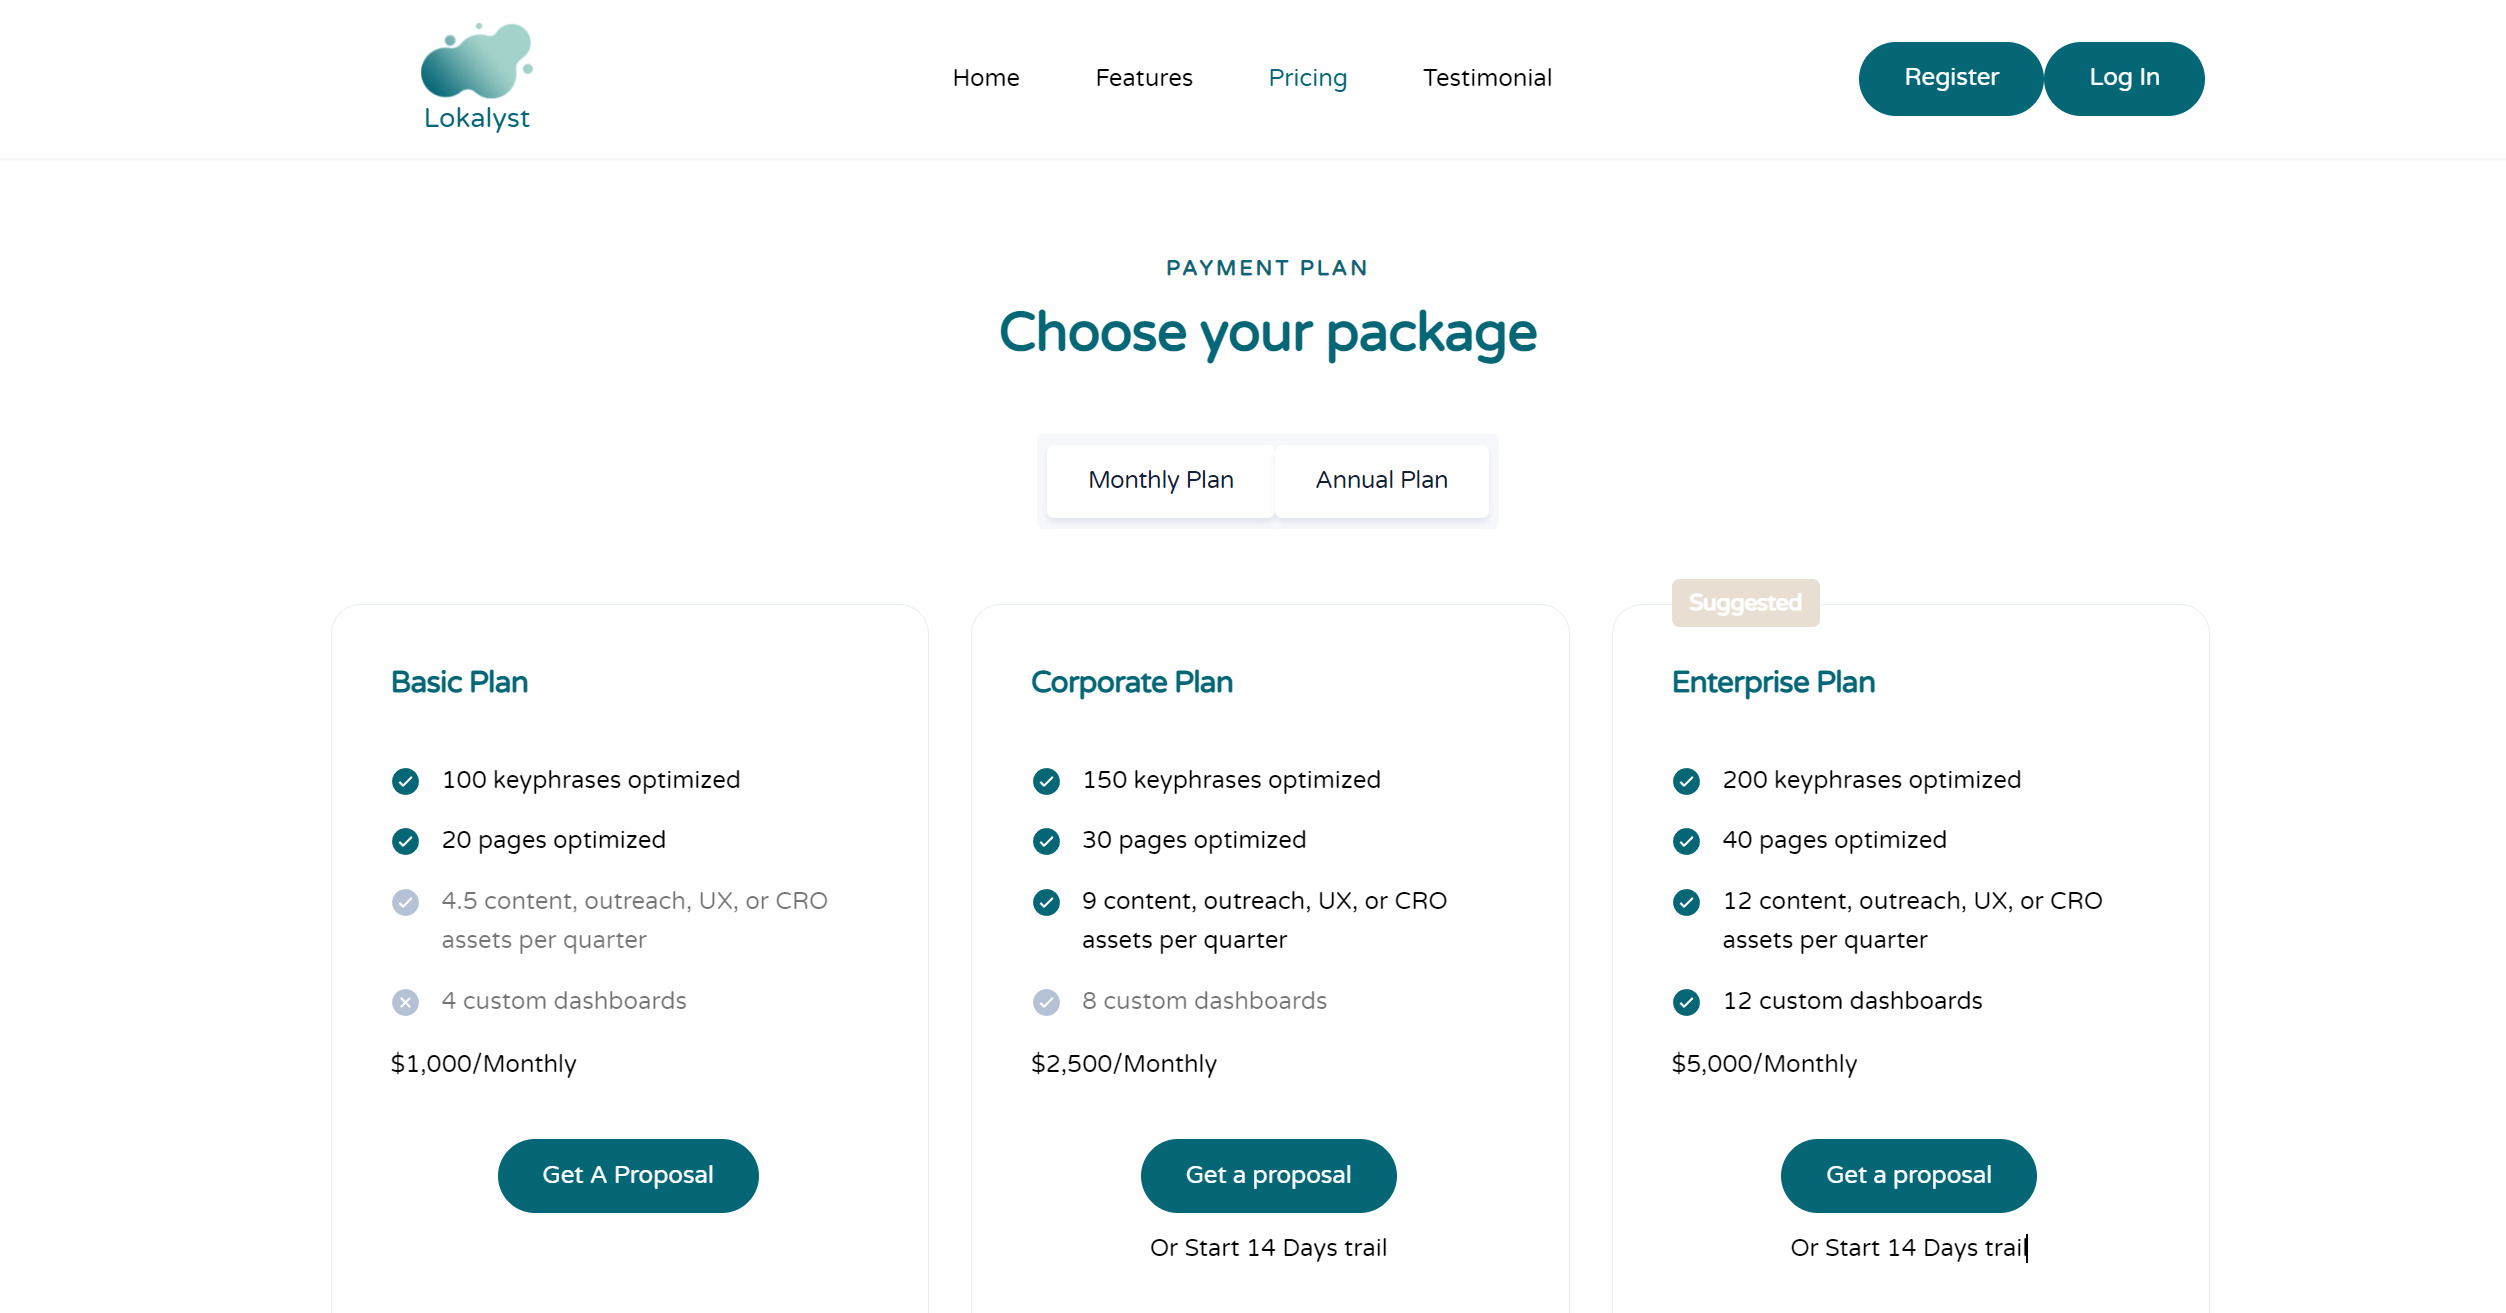 Lokalyst
Home
Features
Pricing
Testimonial
Register
Log In
PAYMENT PLAN
Choose your package
Monthly Plan
Annual Plan
Basic Plan
100 keyphrases optimized
20 pages optimized
4.5 content, outreach, UX, or CRO
assets per quarter
4 custom dashboards
$1,000/Monthly
Get A Proposal
Corporate Plan
150 keyphrases optimized
30 pages optimized
9 content, outreach, UX, or CRO
assets per quarter
8 custom dashboards
$2,500/Monthly
Get a proposal
Or Start 14 Days trail
Suggested
Enterprise Plan
200 keyphrases optimized
40 pages optimized
12 content, outreach, UX, or CRO
assets per quarter
12 custom dashboards
$5,000/Monthly
Get a proposal
Or Start 14 Days trail